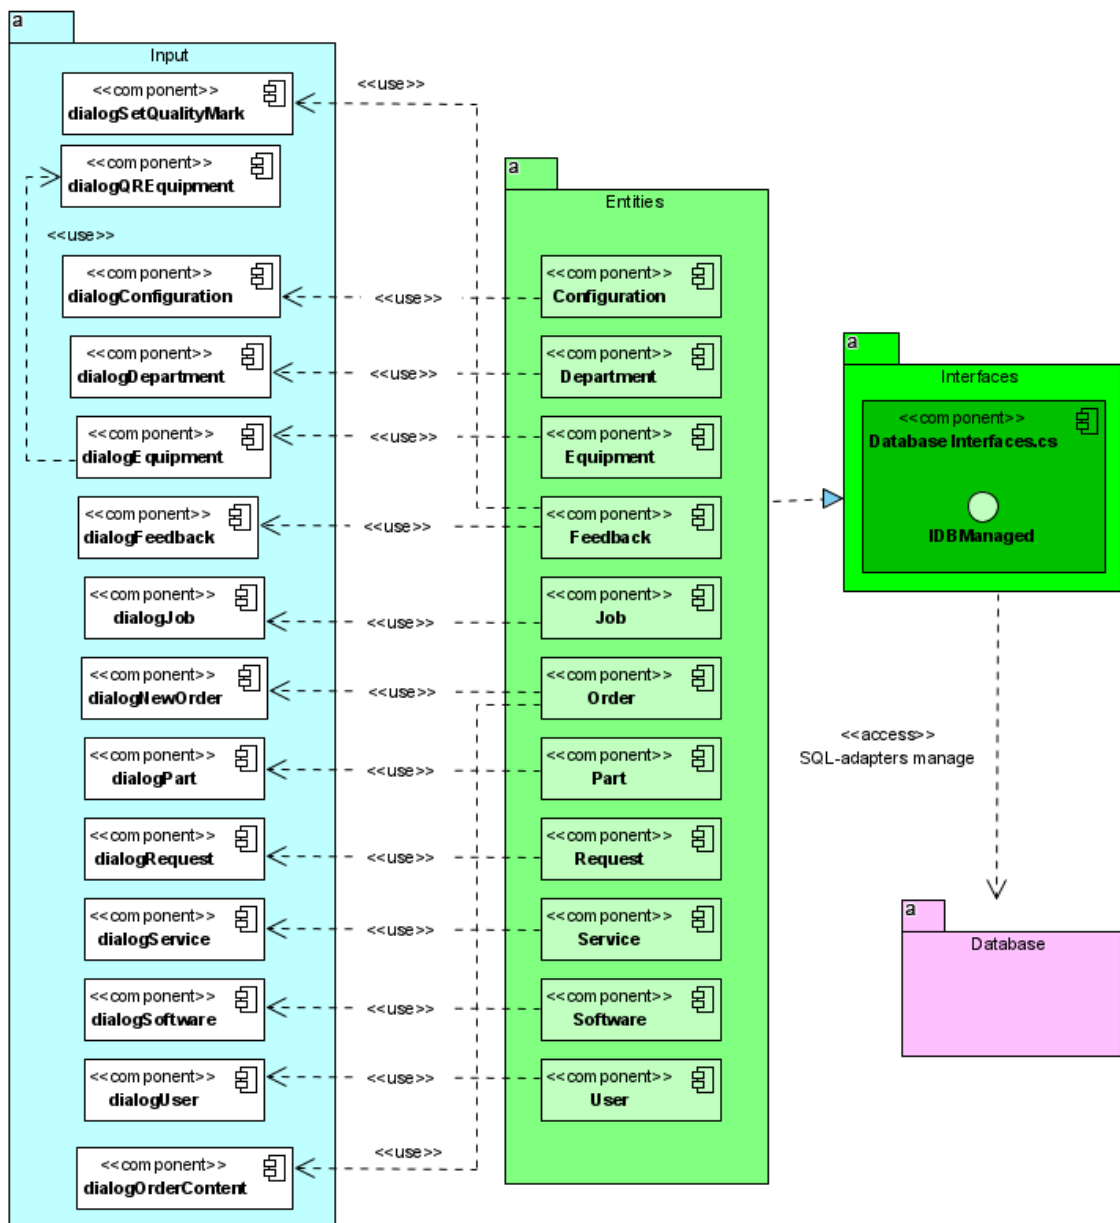 a
Input
<<component>>
dialogSetQualityMark
<<component>>
dialogQREquipment
<<use>>
<<component>>
dialogConfiguration
<<component>>
dialogDepartment
<<component>>
dialogEquipment
<<component>>
dialogFeedback
<<component>>
dialogJob
<<component>>
dialogNewOrder
<<component>>
dialogPart
<<component>>
dialogRequest
<<component>>
dialogService
<<component>>
dialogSoftware
<<component>>
dialogUser
<<component>>
dialogOrderContent
<<use>>
<<use>>
<<use>>
<<use>>
<<use>>
<<use>>
<<use>>
<<use>>
<<use>>
<<use>>
<<use>>
<<use>>
<<use>>
a
Entities
<<component>>
Configuration
<<component>>
Department
<<component>>
Equipment
<<component>>
Feedback
<<component>>
Job
<<component>>
Order
<<component>>
Part
<<component>>
Request
<<component>>
Service
<<component>>
Software
<<component>>
User
a
Interfaces
<<component>>
Database Interfaces.cs
IDBManaged
<<access>>
SQL-adapters manage
a
Database